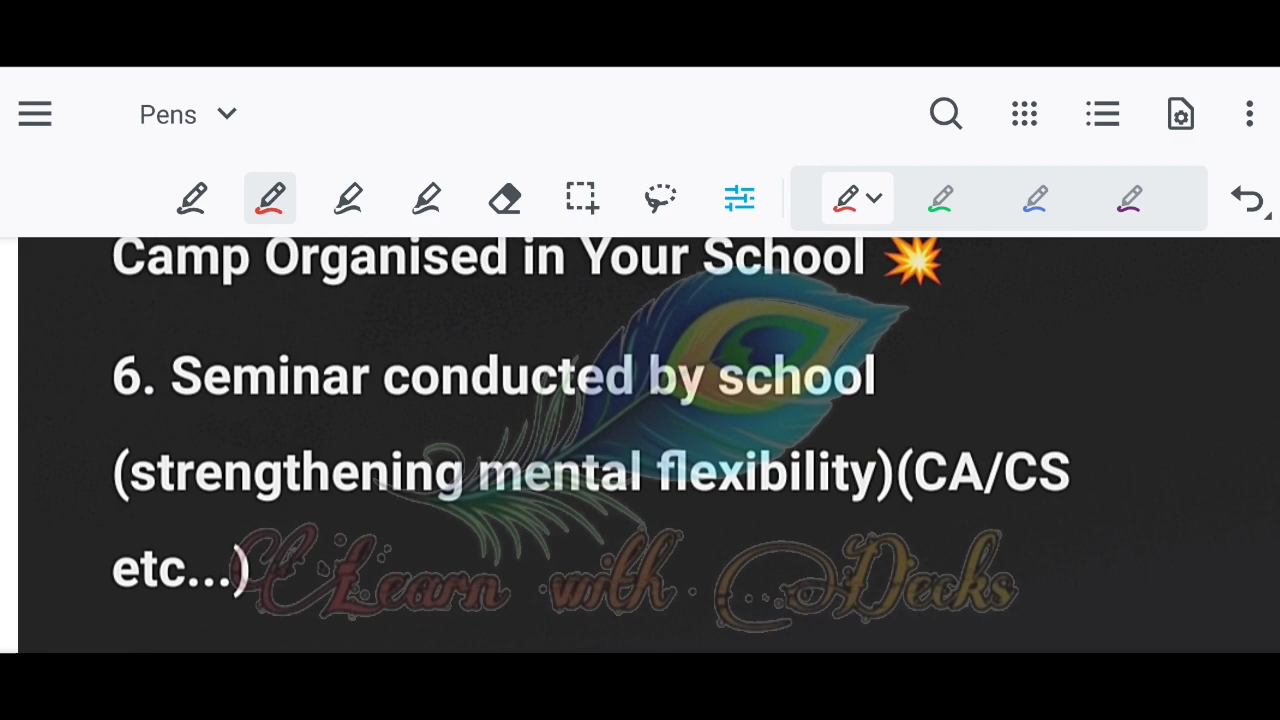 Pens
Camp Organised in Your School 💥
6. Seminar conducted by school
(strengthening mental flexibility)(CA/CS
etc...)
Learn with Decks